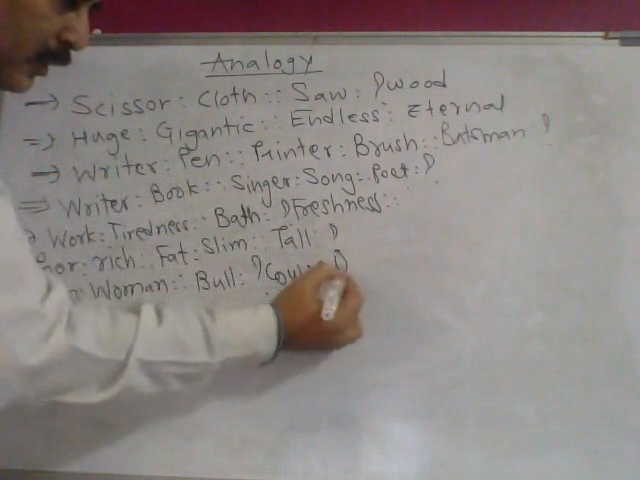 Analogy
→ Scissor : Cloth :: Saw : ? wood
⇒ Huge : Gigantic :: Endless : Eternal
→ Writer : Pen :: Painter : Brush :: Batsman ?
⇒ Writer : Book :: Singer : Song :: Poet : ?
Work : Tiredness :: Bath : ? Freshness ::
rich :: Fat : Slim :: Tall ?
Woman :: Bull : ? Cow :: ?